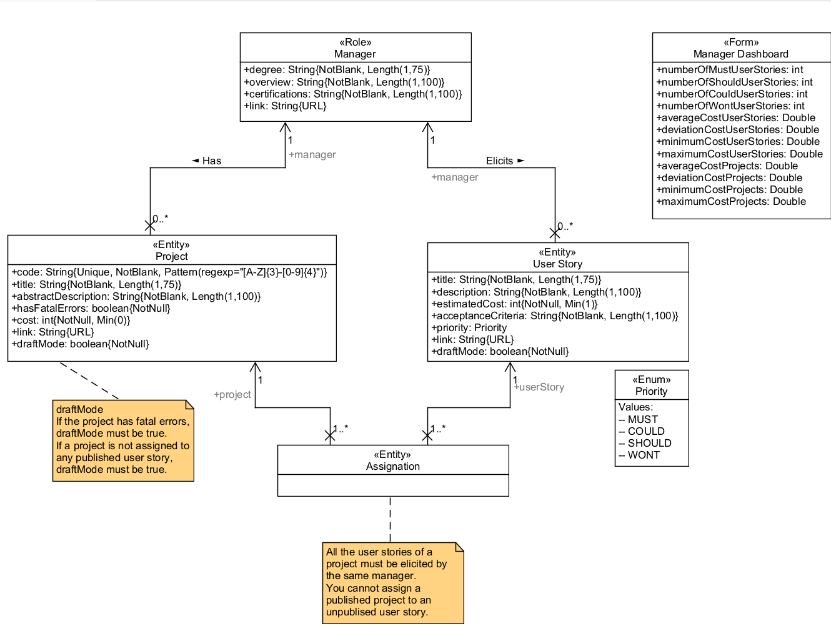 «Role»
Manager
+degree: String{NotBlank, Length(1,75)}
+overview: String{NotBlank, Length(1,100)}
+certifications: String{NotBlank, Length(1,100)}
+link: String{URL}
«Form»
Manager Dashboard
+numberOfMustUserStories: int
+numberOfShouldUserStories: int
+numberOfCouldUserStories: int
+numberOfWontUserStories: int
+averageCostUserStories: Double
+deviationCostUserStories: Double
+minimumCostUserStories: Double
+maximumCostUserStories: Double
+averageCostProjects: Double
+deviationCostProjects: Double
+minimumCostProjects: Double
+maximumCostProjects: Double
1
+manager
◄ Has
0..*
1
+manager
Elicits ►
0..*
«Entity»
Project
+code: String{Unique, NotBlank, Pattern(regexp="[A-Z]{3}-[0-9]{4}")}
+title: String{NotBlank, Length(1,75)}
+abstractDescription: String{NotBlank, Length(1,100)}
+hasFatalErrors: boolean{NotNull}
+cost: int{NotNull, Min(0)}
+link: String{URL}
+draftMode: boolean{NotNull}
«Entity»
User Story
+title: String{NotBlank, Length(1,75)}
+description: String{NotBlank, Length(1,100)}
+estimatedCost: int{NotNull, Min(1)}
+acceptanceCriteria: String{NotBlank, Length(1,100)}
+priority: Priority
+link: String{URL}
+draftMode: boolean{NotNull}
1
+project
1..*
1
+userStory
1..*
«Enum»
Priority
Values:
-- MUST
-- COULD
-- SHOULD
-- WONT
draftMode
If the project has fatal errors,
draftMode must be true.
If a project is not assigned to
any published user story,
draftMode must be true.
«Entity»
Assignation
All the user stories of a
project must be elicited by
the same manager.
You cannot assign a
published project to an
unpublised user story.